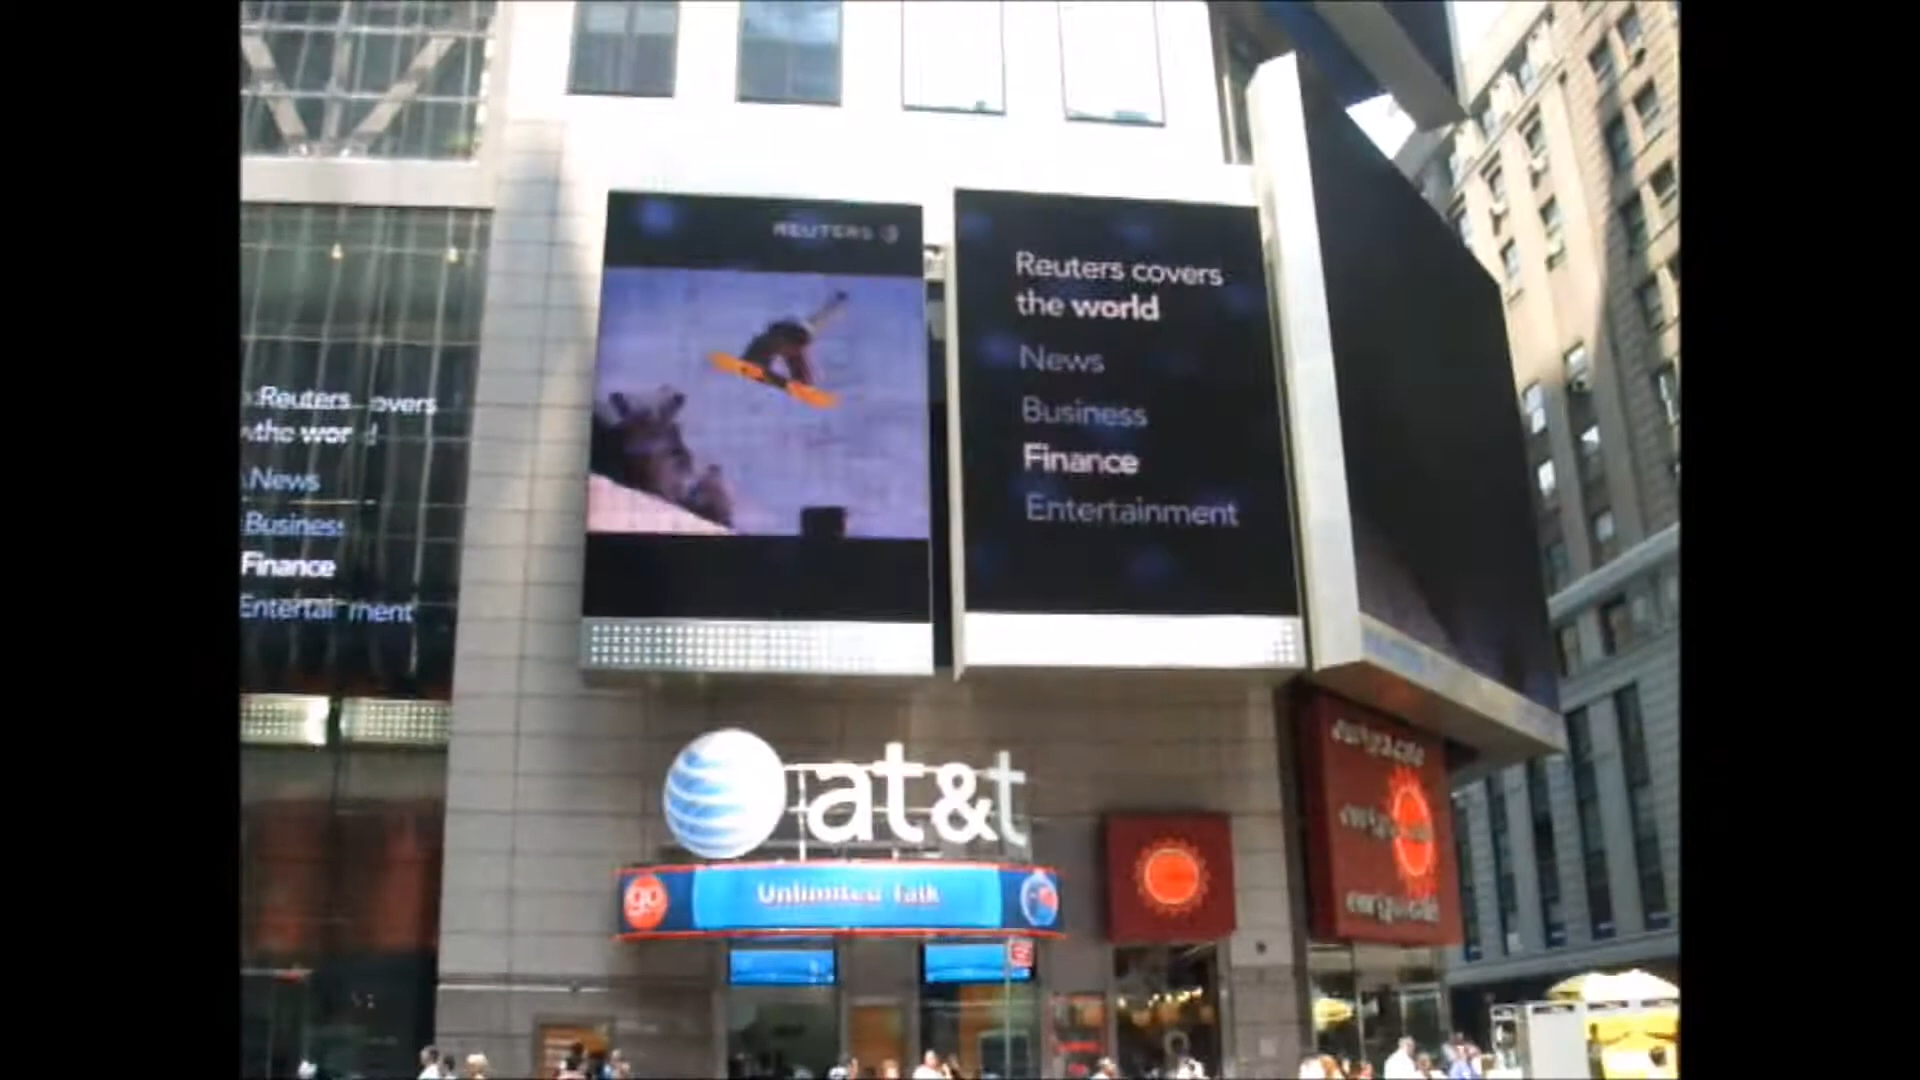 REUTERS
Reuters covers
the world
News
Business
Finance
Entertainment
Reuters overs
the wor d
News
Business
Finance
Entertai ment
at&t
go
Unlimited Talk